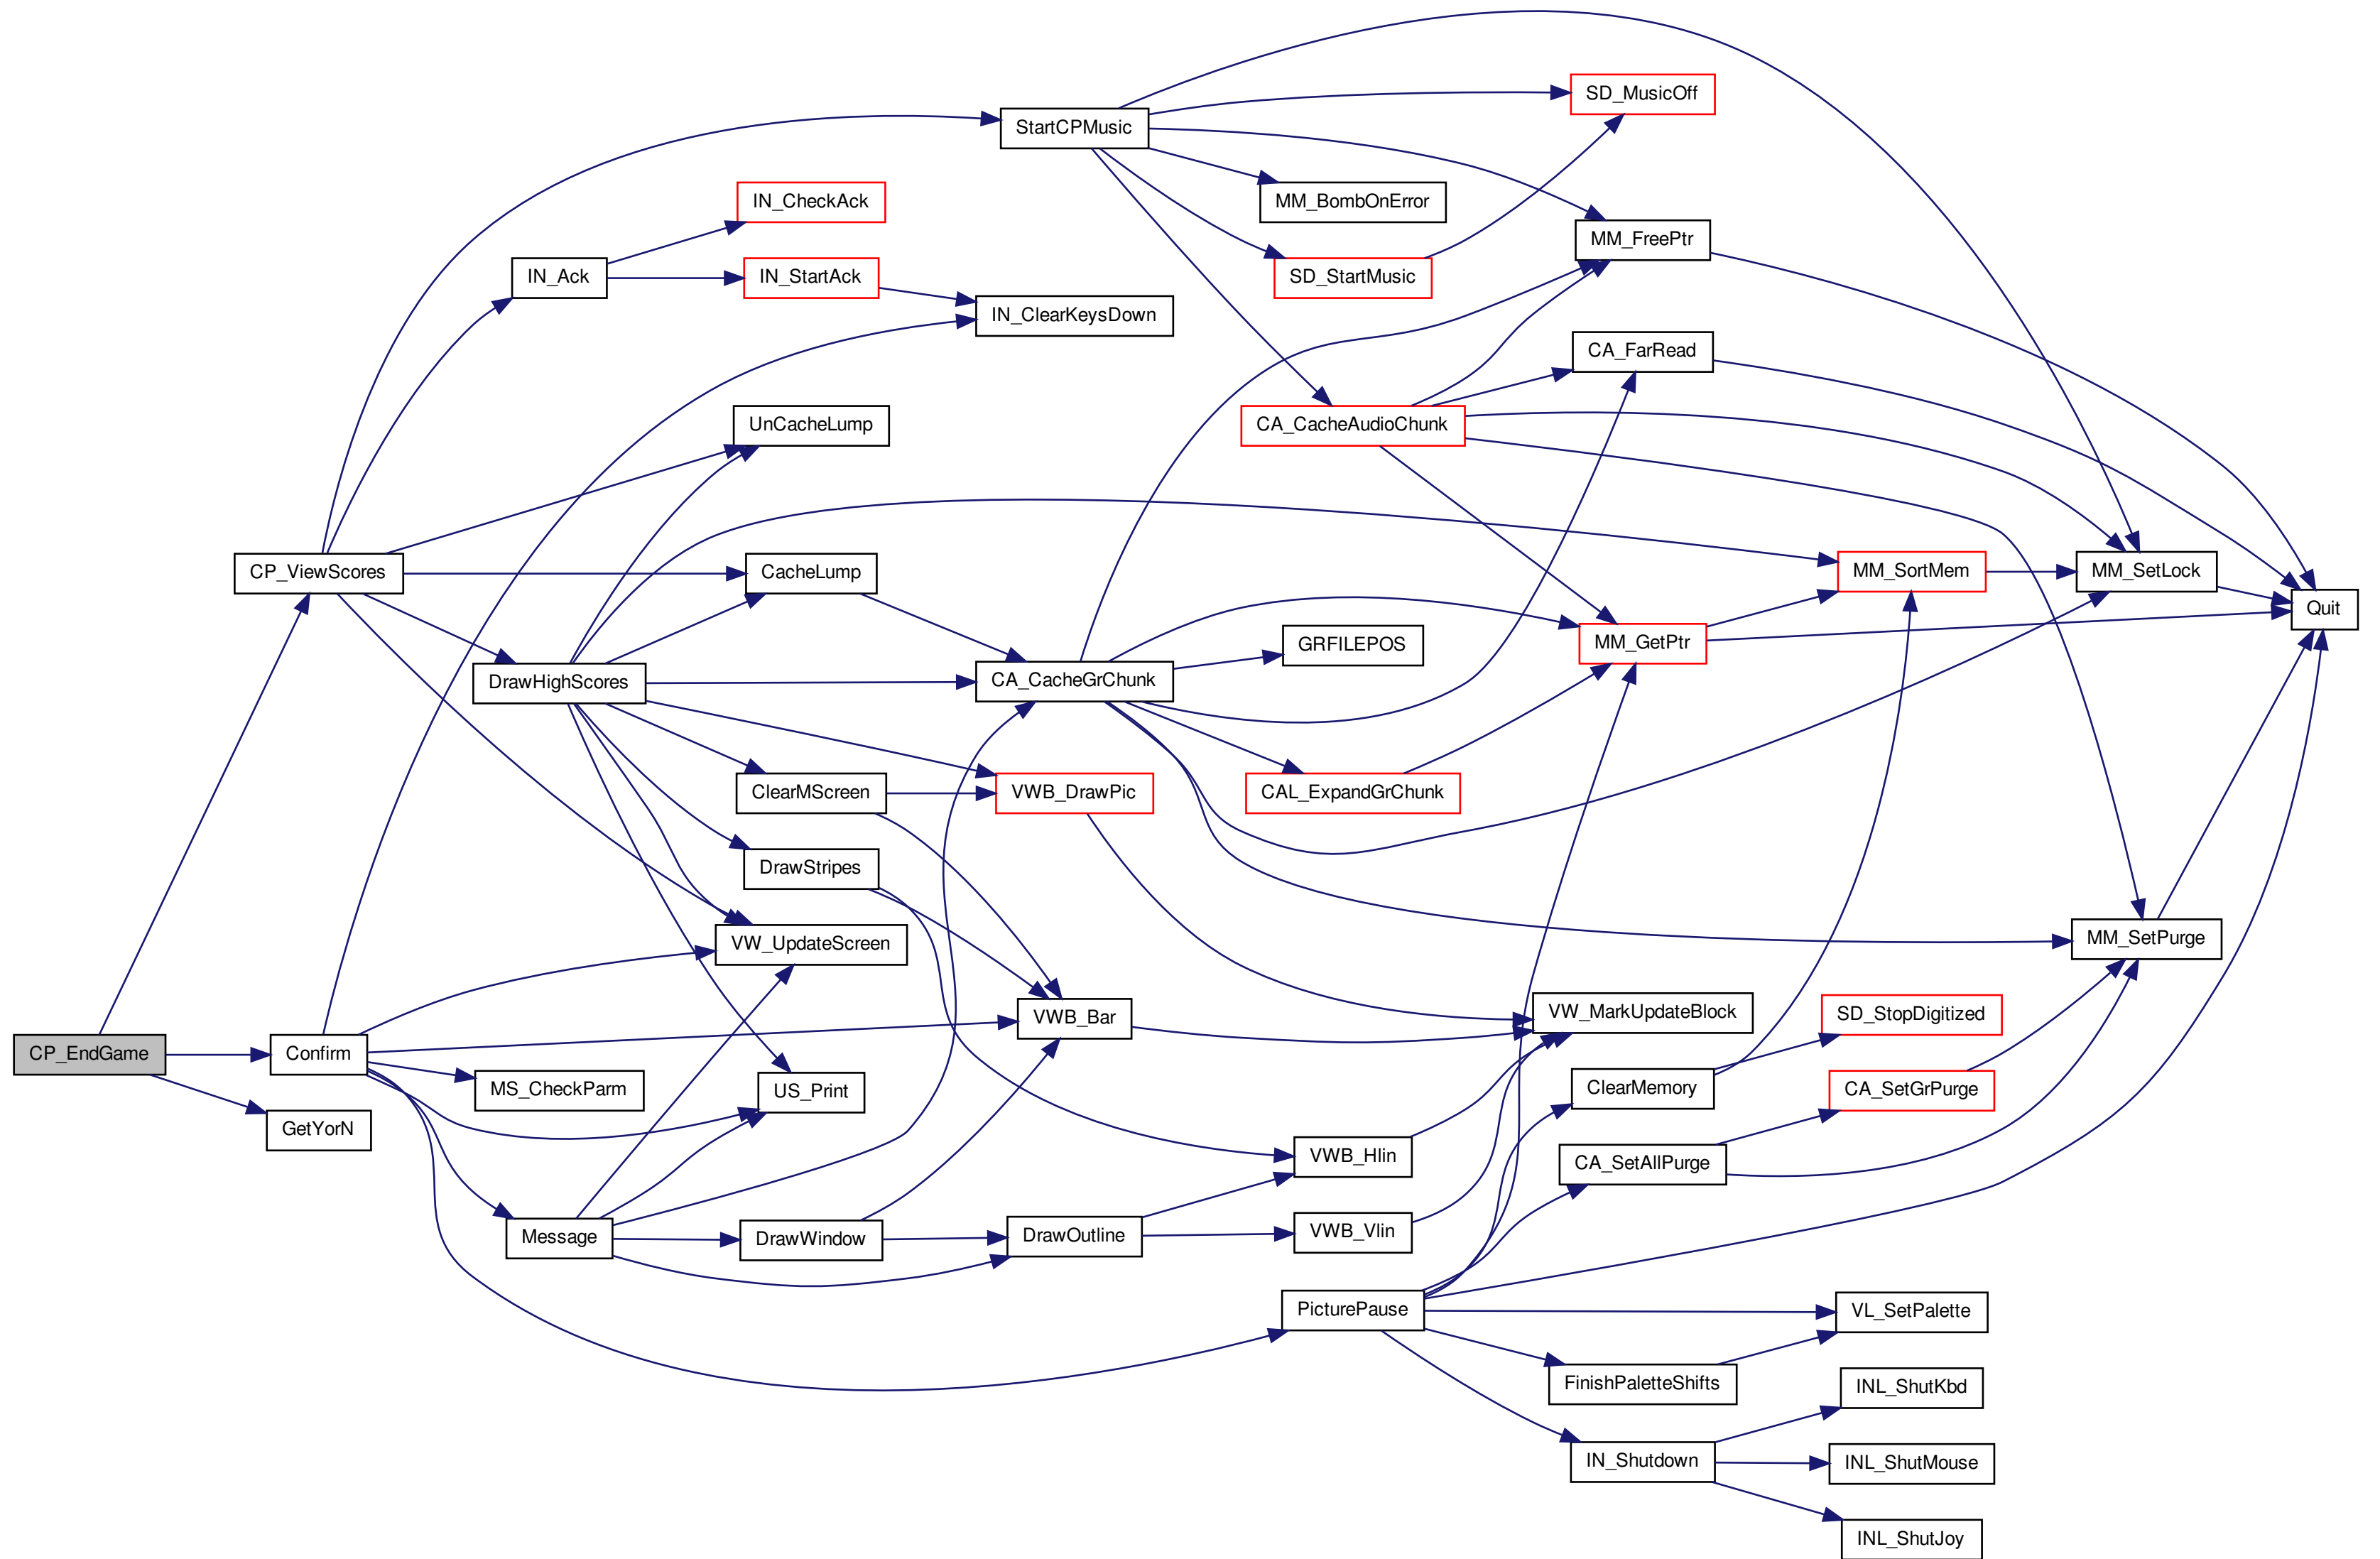 StartCPMusic
SD_MusicOff
IN_CheckAck
MM_BombOnError
MM_FreePtr
IN_Ack
IN_StartAck
SD_StartMusic
IN_ClearKeysDown
CA_FarRead
UnCacheLump
CA_CacheAudioChunk
CP_ViewScores
CacheLump
MM_SortMem
MM_SetLock
Quit
DrawHighScores
CA_CacheGrChunk
GRFILEPOS
MM_GetPtr
ClearMScreen
VWB_DrawPic
CAL_ExpandGrChunk
DrawStripes
VW_UpdateScreen
MM_SetPurge
CP_EndGame
Confirm
VWB_Bar
VW_MarkUpdateBlock
SD_StopDigitized
MS_CheckParm
US_Print
ClearMemory
CA_SetGrPurge
GetYorN
VWB_Hlin
CA_SetAllPurge
Message
DrawWindow
DrawOutline
VWB_Vlin
PicturePause
VL_SetPalette
FinishPaletteShifts
INL_ShutKbd
IN_Shutdown
INL_ShutMouse
INL_ShutJoy